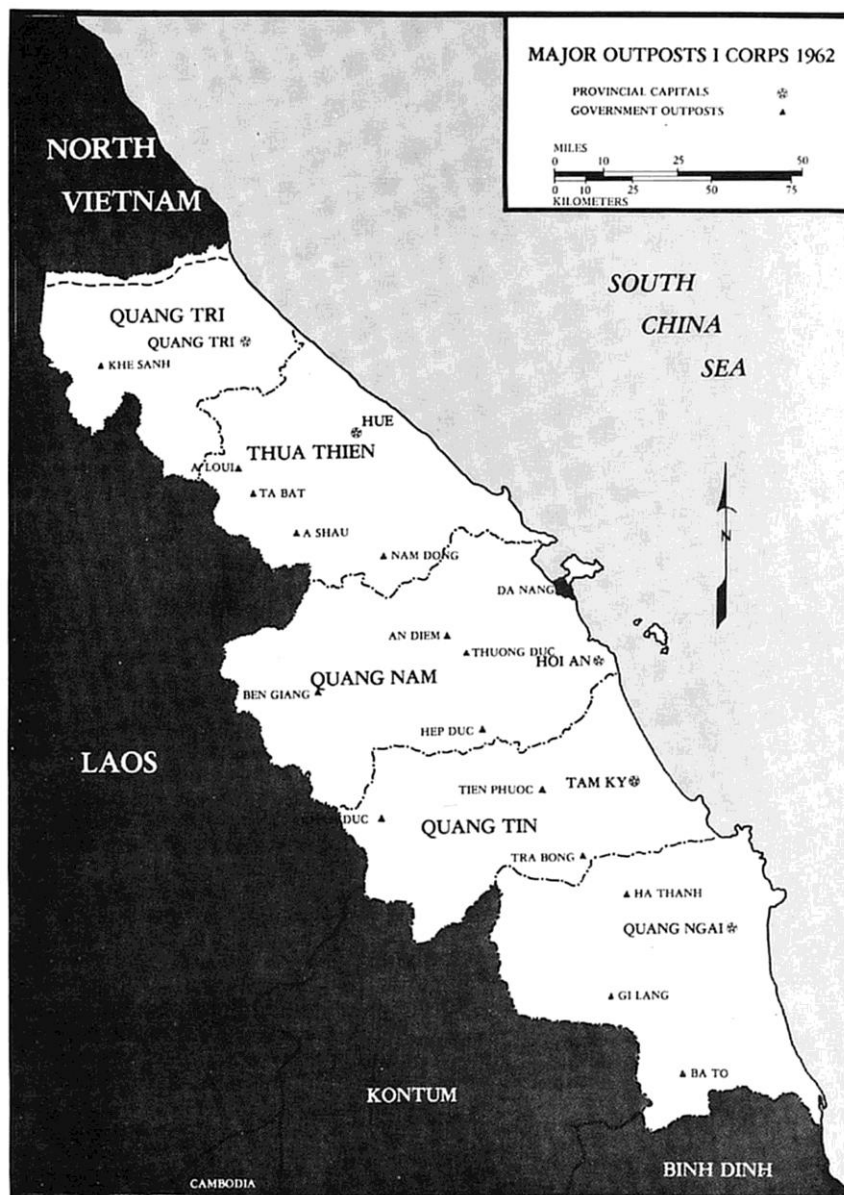 MAJOR OUTPOSTS I CORPS 1962
PROVINCIAL CAPITALS
GOVERNMENT OUTPOSTS
MILES
0 10 25 50
0 10 25 50 75
KILOMETERS
NORTH
VIETNAM
SOUTH
CHINA
SEA
QUANG TRI
QUANG TRI
KHE SANH
HUE
THUA THIEN
A LOUI
TA BAT
A SHAU
NAM DONG
N
DA NANG
AN DIEM
THUONG DUC
HOI AN
QUANG NAM
BEN GIANG
HEP DUC
LAOS
TIEN PHUOC
TAM KY
DUC
QUANG TIN
TRA BONG
HA THANH
QUANG NGAI
GI LANG
BA TO
KONTUM
BINH DINH
CAMBODIA